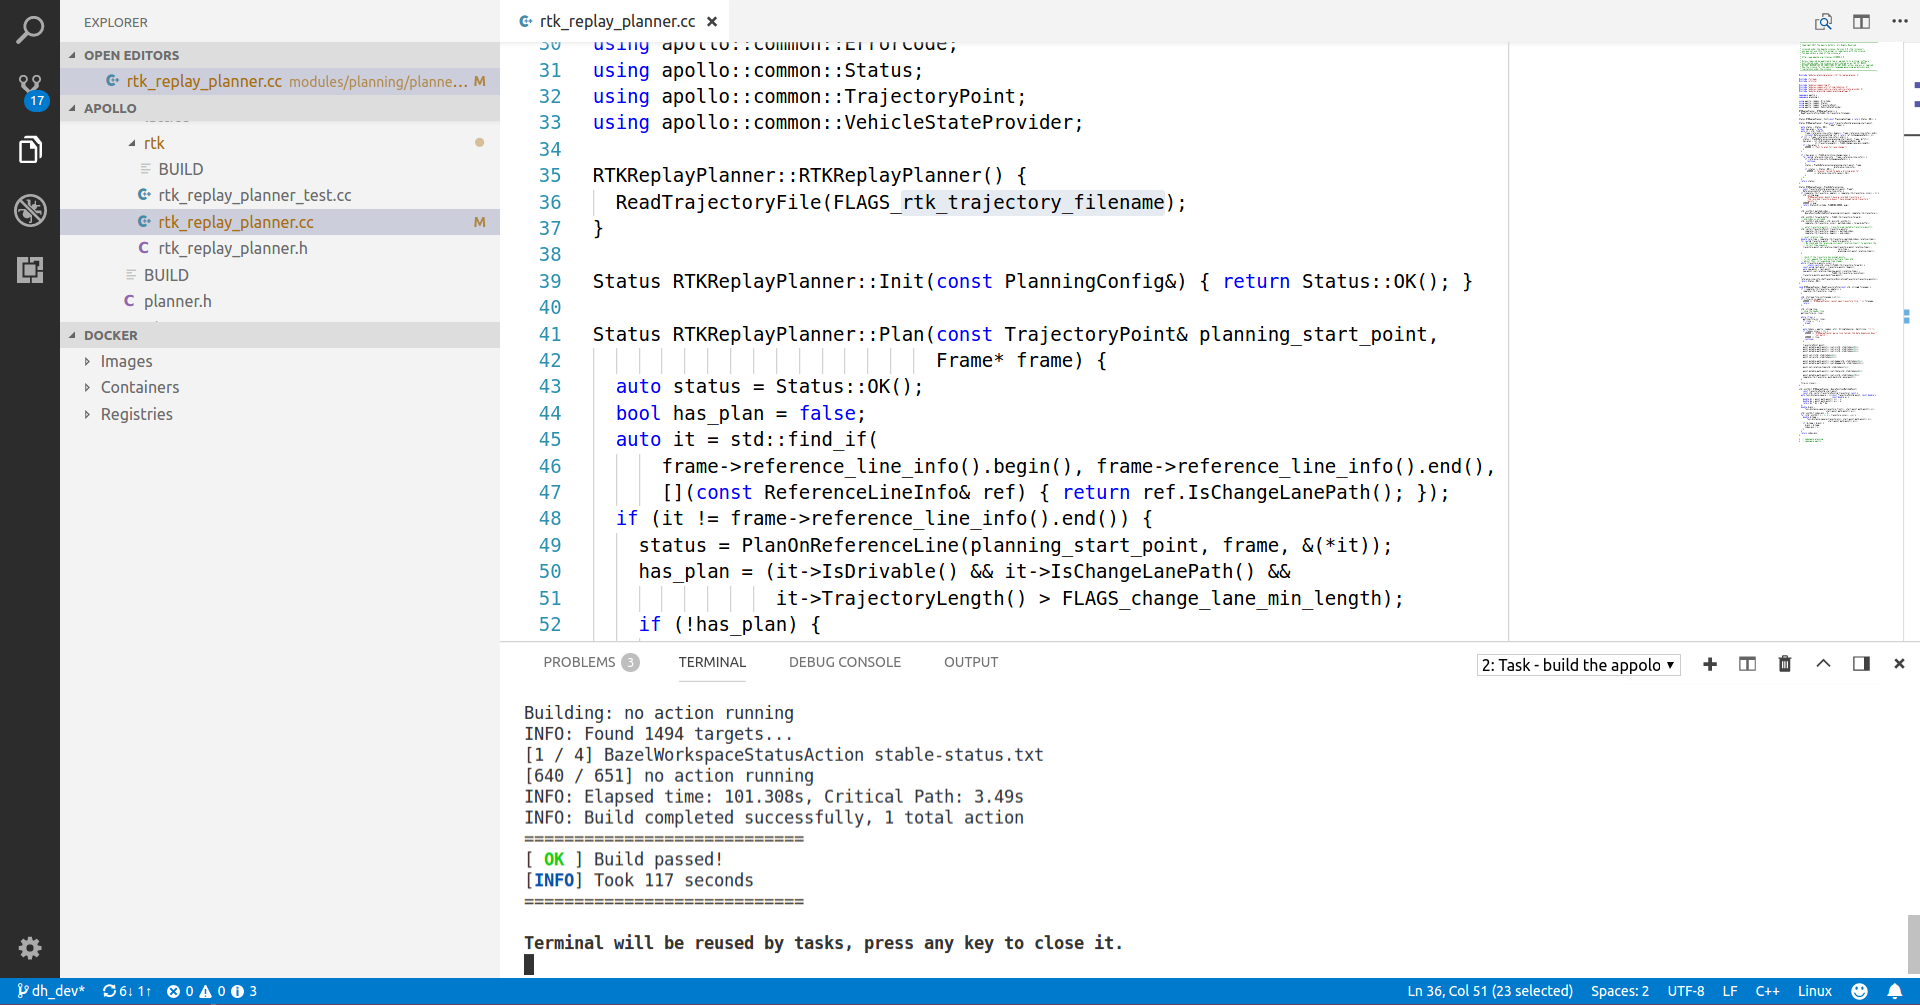 EXPLORER
OPEN EDITORS
rtk_replay_planner.cc modules/planning/planne... M
APOLLO
rtk
BUILD
rtk_replay_planner_test.cc
rtk_replay_planner.cc M
rtk_replay_planner.h
BUILD
planner.h
DOCKER
Images
Containers
Registries
17
rtk_replay_planner.cc ×
30 using apollo::common::ErrorCode;
31 using apollo::common::Status;
32 using apollo::common::TrajectoryPoint;
33 using apollo::common::VehicleStateProvider;
34
35 RTKReplayPlanner::RTKReplayPlanner() {
36 ReadTrajectoryFile(FLAGS_rtk_trajectory_filename);
37 }
38
39 Status RTKReplayPlanner::Init(const PlanningConfig&) { return Status::OK(); }
40
41 Status RTKReplayPlanner::Plan(const TrajectoryPoint& planning_start_point,
42 Frame* frame) {
43 auto status = Status::OK();
44 bool has_plan = false;
45 auto it = std::find_if(
46 frame->reference_line_info().begin(), frame->reference_line_info().end(),
47 [](const ReferenceLineInfo& ref) { return ref.IsChangeLanePath(); });
48 if (it != frame->reference_line_info().end()) {
49 status = PlanOnReferenceLine(planning_start_point, frame, &(*it));
50 has_plan = (it->IsDrivable() && it->IsChangeLanePath() &&
51 it->TrajectoryLength() > FLAGS_change_lane_min_length);
52 if (!has_plan) {
PROBLEMS 3 TERMINAL DEBUG CONSOLE OUTPUT 2: Task - build the appolo
Building: no action running
INFO: Found 1494 targets...
[1 / 4] BazelWorkspaceStatusAction stable-status.txt
[640 / 651] no action running
INFO: Elapsed time: 101.308s, Critical Path: 3.49s
INFO: Build completed successfully, 1 total action
============================
[ OK ] Build passed!
[INFO] Took 117 seconds
============================
Terminal will be reused by tasks, press any key to close it.
dh_dev* 6↓ 1↑ 0 0 3 Ln 36, Col 51 (23 selected) Spaces: 2 UTF-8 LF C++ Linux